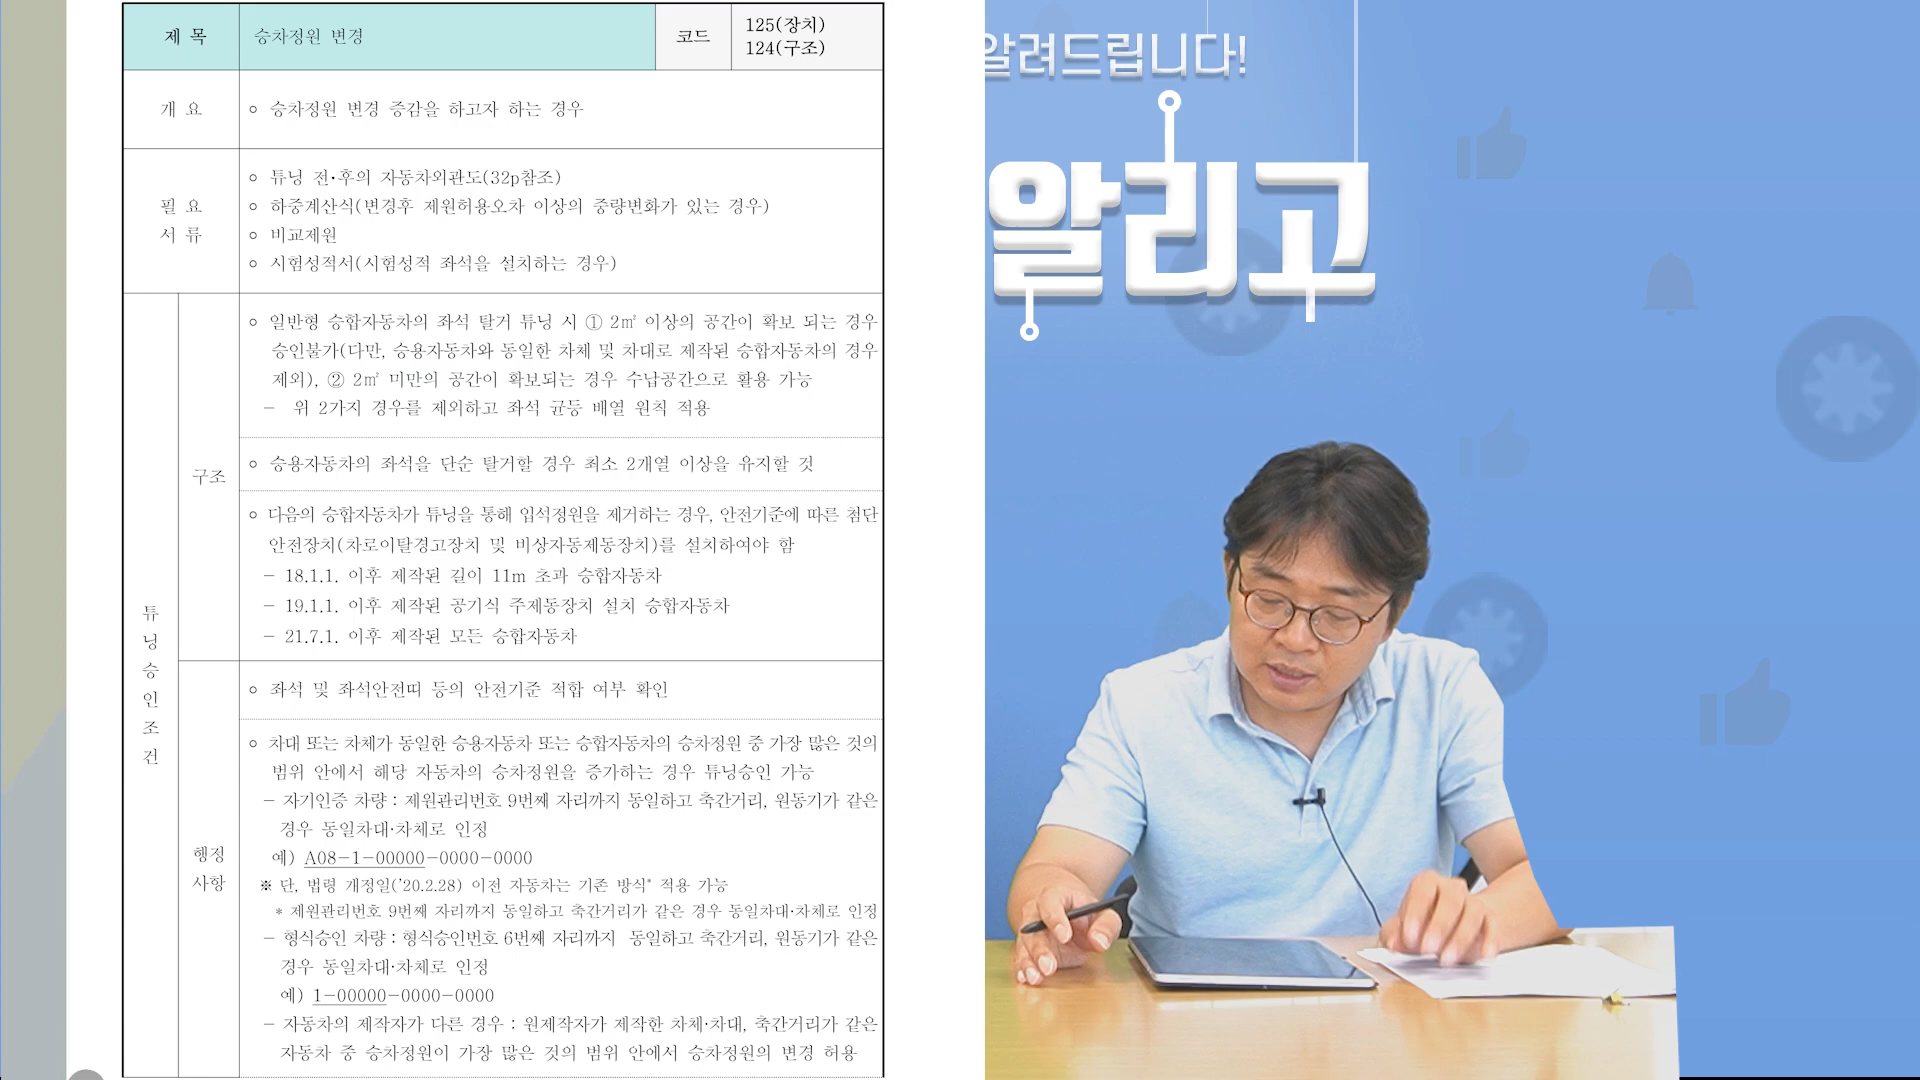 제 목
승차정원 변경
코드
125(장치)
124(구조)
개 요
○ 승차정원 변경 증감을 하고자 하는 경우
필 요
서 류
○ 튜닝 전·후의 자동차외관도(32p참조)
○ 하중계산식(변경후 제원허용오차 이상의 중량변화가 있는 경우)
○ 비교제원
○ 시험성적서(시험성적 좌석을 설치하는 경우)
튜
닝
승
인
조
건
구조
○ 일반형 승합자동차의 좌석 탈거 튜닝 시 ① 2㎡ 이상의 공간이 확보 되는 경우
승인불가(다만, 승용자동차와 동일한 차체 및 차대로 제작된 승합자동차의 경우
제외), ② 2㎡ 미만의 공간이 확보되는 경우 수납공간으로 활용 가능
- 위 2가지 경우를 제외하고 좌석 균등 배열 원칙 적용
○ 승용자동차의 좌석을 단순 탈거할 경우 최소 2개열 이상을 유지할 것
○ 다음의 승합자동차가 튜닝을 통해 입석정원을 제거하는 경우, 안전기준에 따른 첨단
안전장치(차로이탈경고장치 및 비상자동제동장치)를 설치하여야 함
- 18.1.1. 이후 제작된 길이 11m 초과 승합자동차
- 19.1.1. 이후 제작된 공기식 주제동장치 설치 승합자동차
- 21.7.1. 이후 제작된 모든 승합자동차
행정
사항
○ 좌석 및 좌석안전띠 등의 안전기준 적합 여부 확인
○ 차대 또는 차체가 동일한 승용자동차 또는 승합자동차의 승차정원 중 가장 많은 것의
범위 안에서 해당 자동차의 승차정원을 증가하는 경우 튜닝승인 가능
- 자기인증 차량 : 제원관리번호 9번째 자리까지 동일하고 축간거리, 원동기가 같은
경우 동일차대·차체로 인정
예) A08-1-00000-0000-0000
※ 단, 법령 개정일('20.2.28) 이전 자동차는 기존 방식* 적용 가능
* 제원관리번호 9번째 자리까지 동일하고 축간거리가 같은 경우 동일차대·차체로 인정
- 형식승인 차량 : 형식승인번호 6번째 자리까지 동일하고 축간거리, 원동기가 같은
경우 동일차대·차체로 인정
예) 1-00000-0000-0000
- 자동차의 제작자가 다른 경우 : 원제작자가 제작한 차체·차대, 축간거리가 같은
자동차 중 승차정원이 가장 많은 것의 범위 안에서 승차정원의 변경 허용
알려드립니다!
알리고